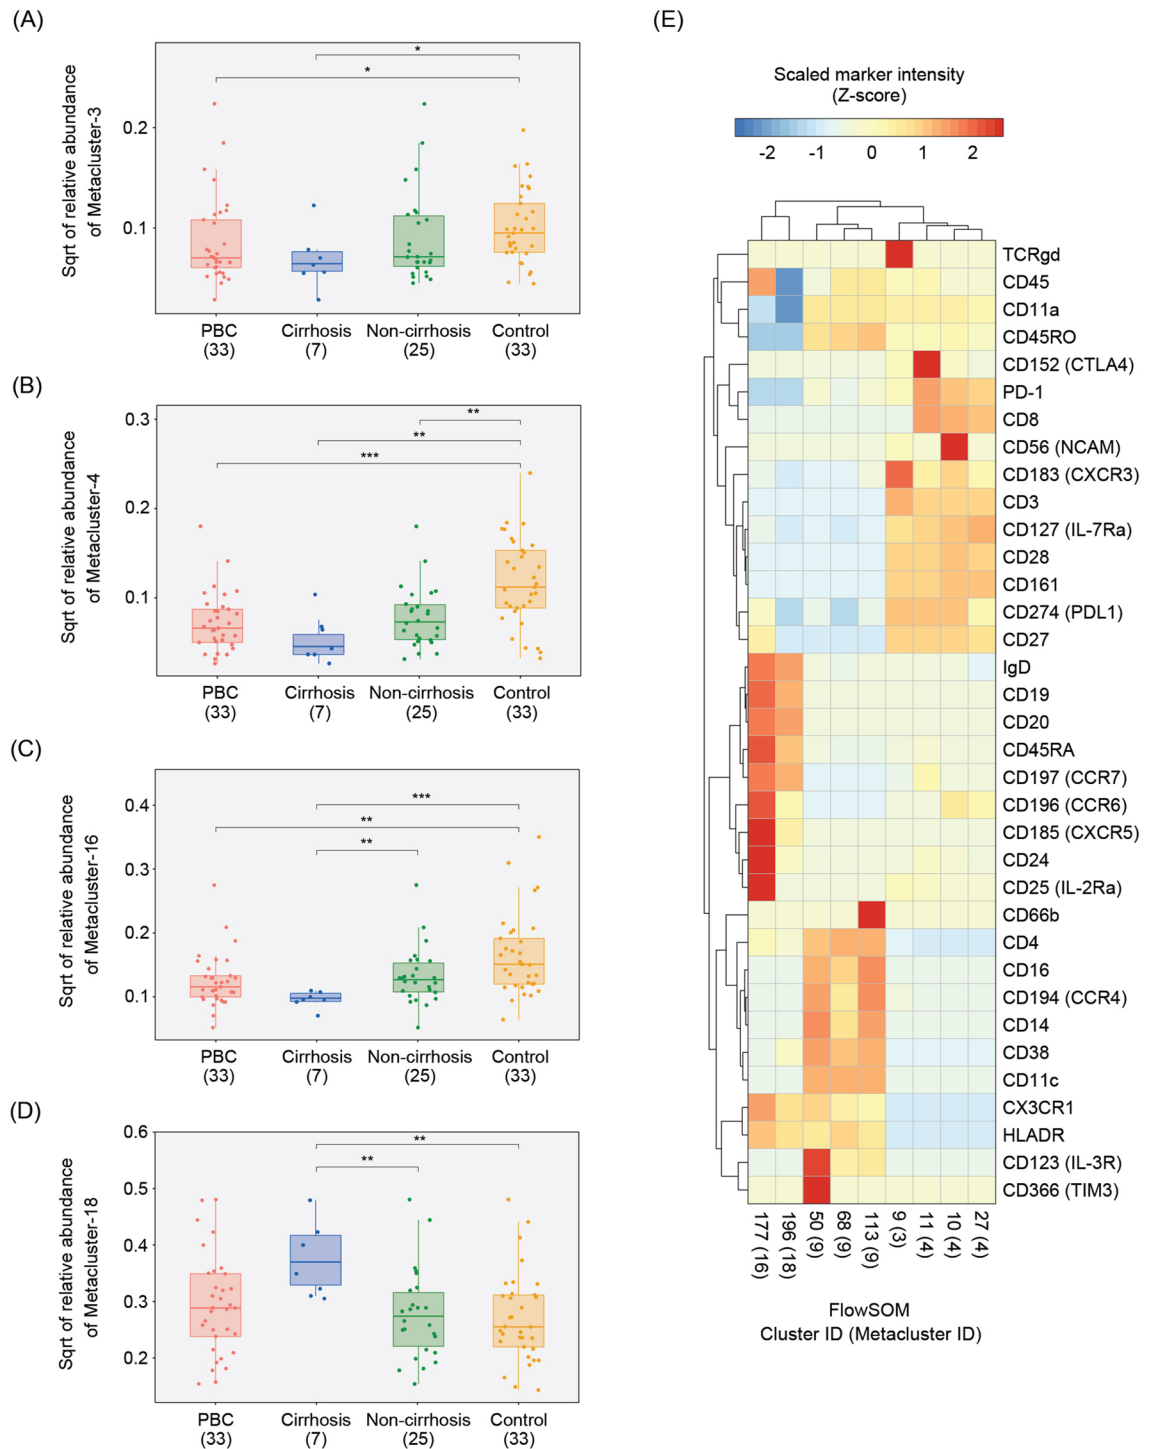 (A)
Sqrt of relative abundance
of Metacluster-3
0.2
0.1
*
*
PBC Cirrhosis Non-cirrhosis Control
(33) (7) (25) (33)
(B)
Sqrt of relative abundance
of Metacluster-4
0.3
0.2
0.1
**
**
***
PBC Cirrhosis Non-cirrhosis Control
(33) (7) (25) (33)
(C)
Sqrt of relative abundance
of Metacluster-16
0.4
0.3
0.2
0.1
***
**
**
PBC Cirrhosis Non-cirrhosis Control
(33) (7) (25) (33)
(D)
Sqrt of relative abundance
of Metacluster-18
0.6
0.5
0.4
0.3
0.2
**
**
PBC Cirrhosis Non-cirrhosis Control
(33) (7) (25) (33)
(E)
Scaled marker intensity
(Z-score)
-2 -1 0 1 2
TCRgd
CD45
CD11a
CD45RO
CD152 (CTLA4)
PD-1
CD8
CD56 (NCAM)
CD183 (CXCR3)
CD3
CD127 (IL-7Ra)
CD28
CD161
CD274 (PDL1)
CD27
IgD
CD19
CD20
CD45RA
CD197 (CCR7)
CD196 (CCR6)
CD185 (CXCR5)
CD24
CD25 (IL-2Ra)
CD66b
CD4
CD16
CD194 (CCR4)
CD14
CD38
CD11c
CX3CR1
HLADR
CD123 (IL-3R)
CD366 (TIM3)
177 (16)
196 (18)
50 (9)
68 (9)
113 (9)
9 (3)
11 (4)
10 (4)
27 (4)
FlowSOM
Cluster ID (Metacluster ID)